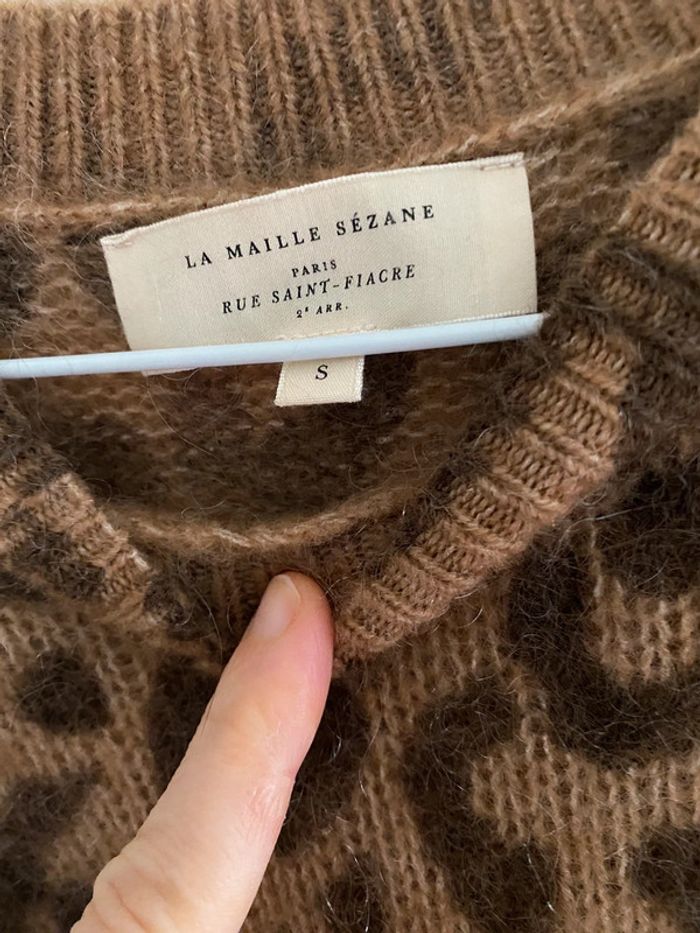 LA MAILLE SÉZANE
PARIS
RUE SAINT-FIACRE
2ᵉ ARR.
S